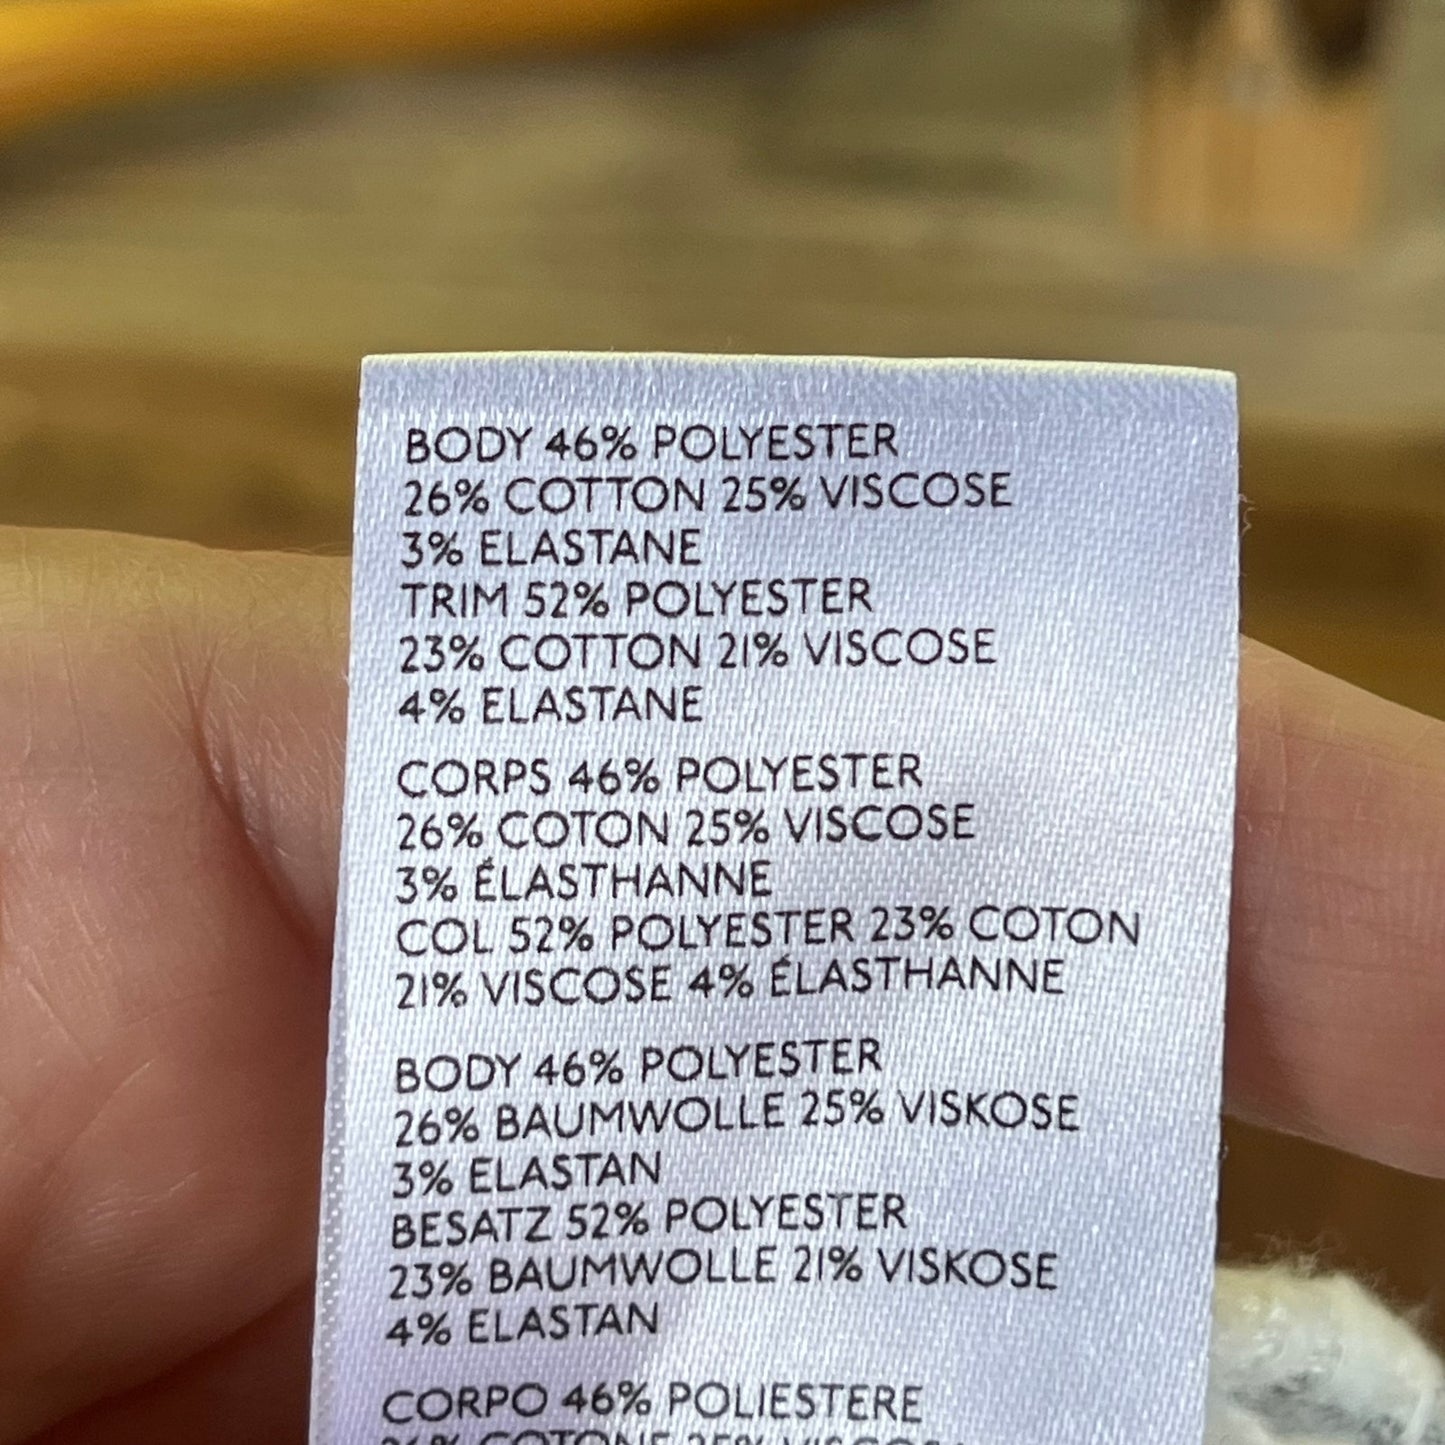 BODY 46% POLYESTER
26% COTTON 25% VISCOSE
3% ELASTANE
TRIM 52% POLYESTER
23% COTTON 21% VISCOSE
4% ELASTANE
CORPS 46% POLYESTER
26% COTON 25% VISCOSE
3% ÉLASTHANNE
COL 52% POLYESTER 23% COTON
21% VISCOSE 4% ÉLASTHANNE
BODY 46% POLYESTER
26% BAUMWOLLE 25% VISKOSE
3% ELASTAN
BESATZ 52% POLYESTER
23% BAUMWOLLE 21% VISKOSE
4% ELASTAN
CORPO 46% POLIESTERE
26% COTONE 25%